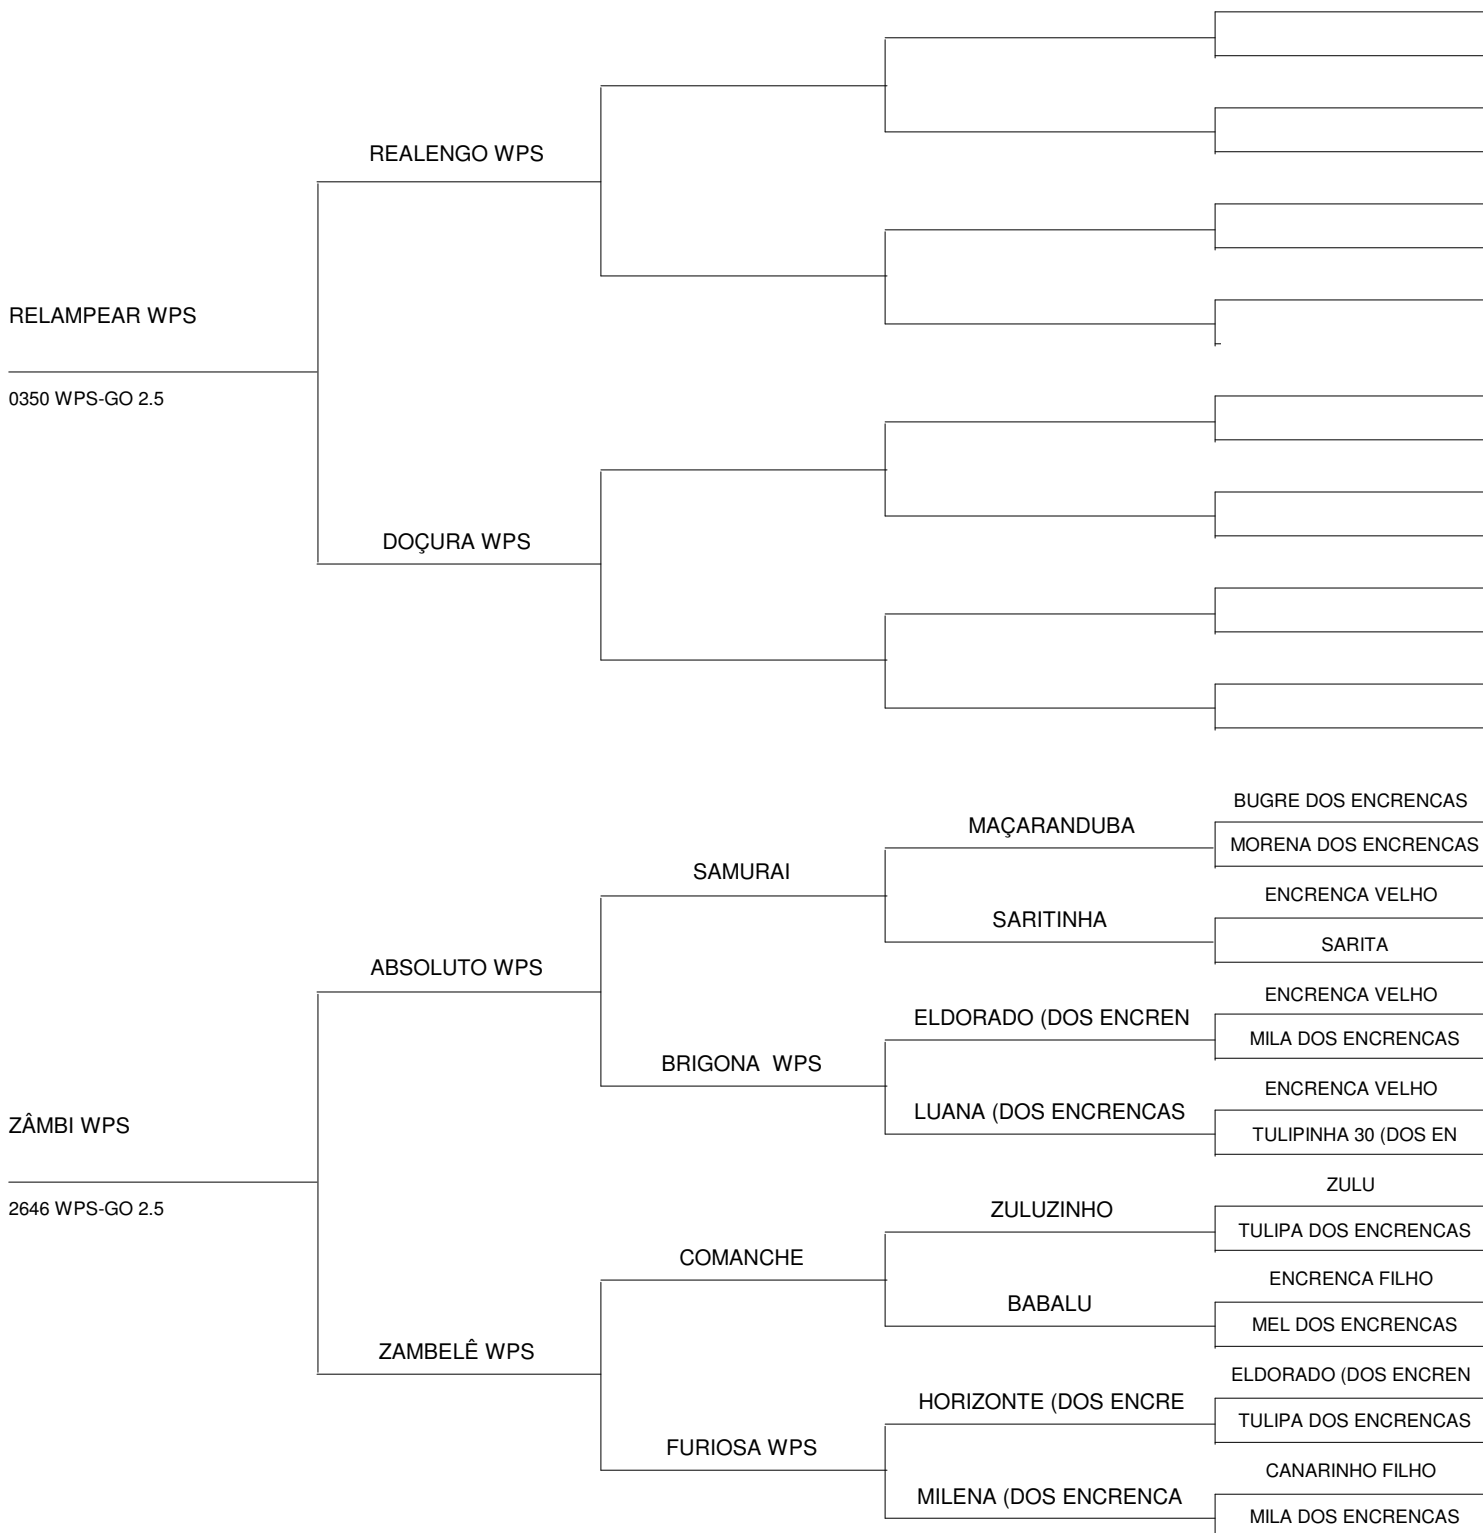 REALENGO WPS
RELAMPEAR WPS
0350 WPS-GO 2.5
DOÇURA WPS
BUGRE DOS ENCRENCAS
MAÇARANDUBA
MORENA DOS ENCRENCAS
SAMURAI
ENCRENCA VELHO
SARITINHA
SARITA
ABSOLUTO WPS
ENCRENCA VELHO
ELDORADO (DOS ENCREN
MILA DOS ENCRENCAS
BRIGONA WPS
ENCRENCA VELHO
LUANA (DOS ENCRENCAS
TULIPINHA 30 (DOS EN
ZÂMBI WPS
2646 WPS-GO 2.5
ZULU
ZULUZINHO
TULIPA DOS ENCRENCAS
COMANCHE
ENCRENCA FILHO
BABALU
MEL DOS ENCRENCAS
ZAMBELÊ WPS
ELDORADO (DOS ENCREN
HORIZONTE (DOS ENCRE
TULIPA DOS ENCRENCAS
FURIOSA WPS
CANARINHO FILHO
MILENA (DOS ENCRENCA
MILA DOS ENCRENCAS